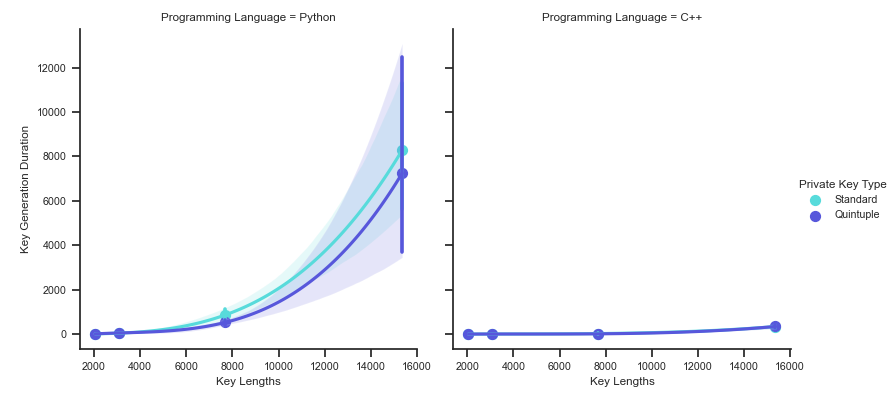 Programming Language = Python
Programming Language = C++
Key Generation Duration
12000
10000
8000
6000
4000
2000
0
2000 4000 6000 8000 10000 12000 14000 16000
Key Lengths
2000 4000 6000 8000 10000 12000 14000 16000
Key Lengths
Private Key Type
Standard
Quintuple